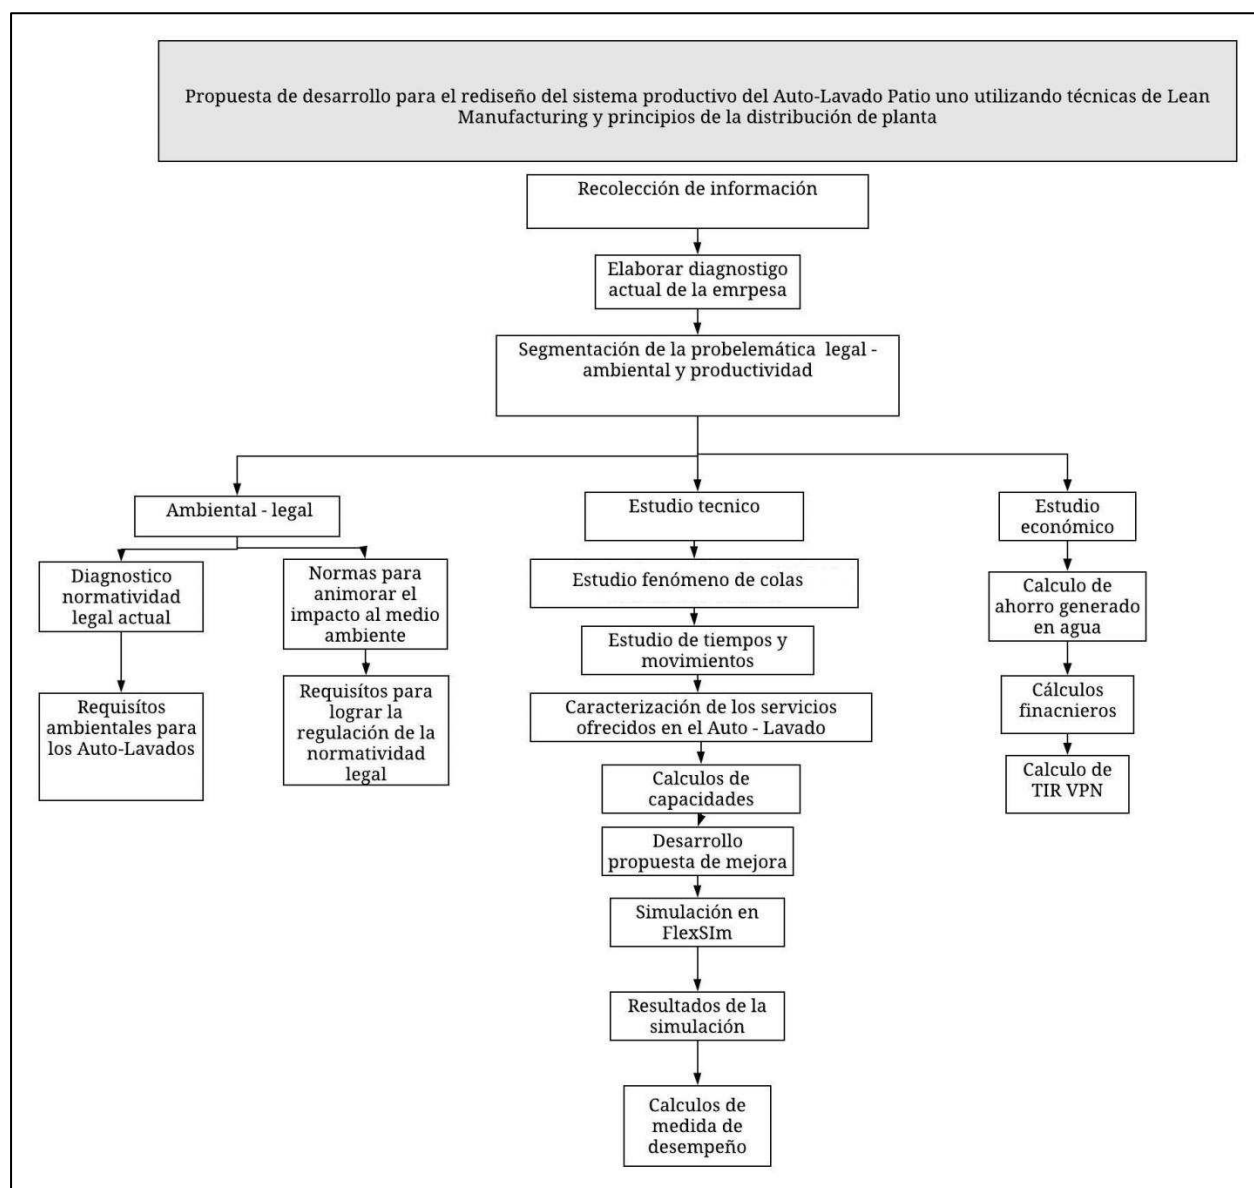 Propuesta de desarrollo para el rediseño del sistema productivo del Auto-Lavado Patio uno utilizando técnicas de Lean
Manufacturing y principios de la distribución de planta
Recolección de información
Elaborar diagnostigo
actual de la emrpesa
Segmentación de la probelemática legal -
ambiental y productividad
Ambiental - legal
Diagnostico
normatividad
legal actual
Requisítos
ambientales para
los Auto-Lavados
Normas para
animorar el
impacto al medio
ambiente
Requisítos para
lograr la
regulación de la
normatividad
legal
Estudio tecnico
Estudio fenómeno de colas
Estudio de tiempos y
movimientos
Caracterización de los servicios
ofrecidos en el Auto - Lavado
Calculos de
capacidades
Desarrollo
propuesta de mejora
Simulación en
FlexSIm
Resultados de la
simulación
Calculos de
medida de
desempeño
Estudio
económico
Calculo de
ahorro generado
en agua
Cálculos
finacnieros
Calculo de
TIR VPN